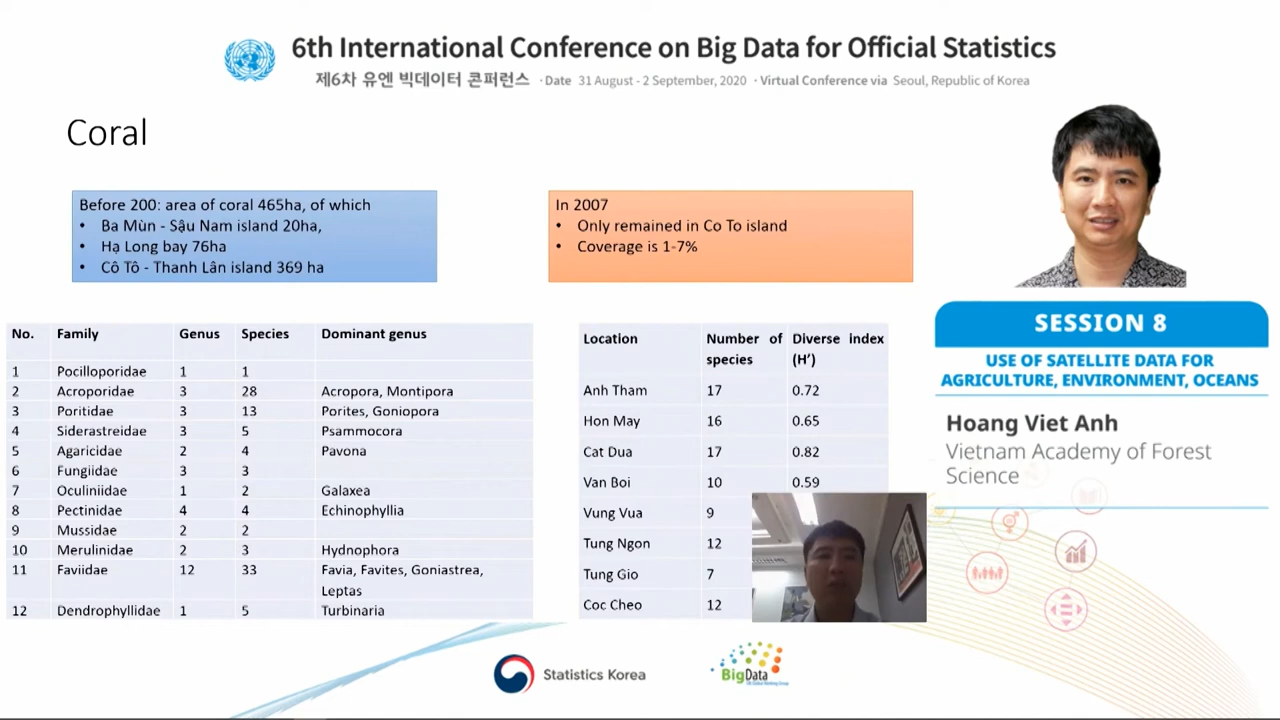 6th International Conference on Big Data for Official Statistics
제6차 유엔 빅데이터 콘퍼런스 · Date 31 August - 2 September, 2020 · Virtual Conference via Seoul, Republic of Korea
Coral
Before 200: area of coral 465ha, of which
• Ba Mùn - Sậu Nam island 20ha,
• Hạ Long bay 76ha
• Cô Tô - Thanh Lân island 369 ha
In 2007
• Only remained in Co To island
• Coverage is 1-7%
No. Family Genus Species Dominant genus
1 Pocilloporidae 1 1
2 Acroporidae 3 28 Acropora, Montipora
3 Poritidae 3 13 Porites, Goniopora
4 Siderastreidae 3 5 Psamocora
5 Agaricidae 2 4 Pavona
6 Fungiidae 3 3
7 Oculiniidae 1 2 Galaxea
8 Pectinidae 4 4 Echinophyllia
9 Mussidae 2 2
10 Merulinidae 2 3 Hydnophora
11 Faviidae 12 33 Favia, Favites, Goniastrea,
Leptas
12 Dendrophyllidae 1 5 Turbinaria
Location Number of Diverse index
species (H')
Anh Tham 17 0.72
Hon May 16 0.65
Cat Dua 17 0.82
Van Boi 10 0.59
Vung Vua 9
Tung Ngon 12
Tung Gio 7
Coc Cheo 12
SESSION 8
USE OF SATELLITE DATA FOR
AGRICULTURE, ENVIRONMENT, OCEANS
Hoang Viet Anh
Vietnam Academy of Forest
Science
Statistics Korea
BigData